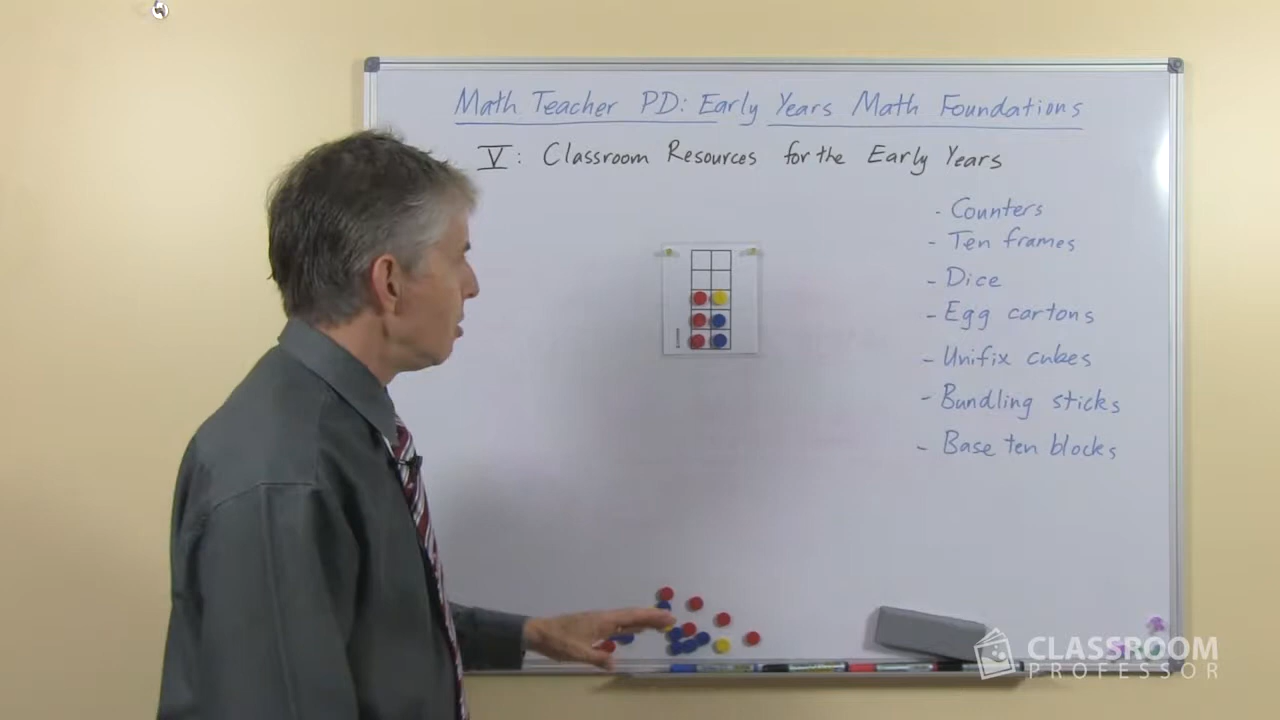 Math Teacher PD: Early Years Math Foundations
V: Classroom Resources for the Early Years
- Counters
- Ten frames
- Dice
- Egg cartons
- Unifix cubes
- Bundling sticks
- Base ten blocks
CLASSROOM
PROFESSOR